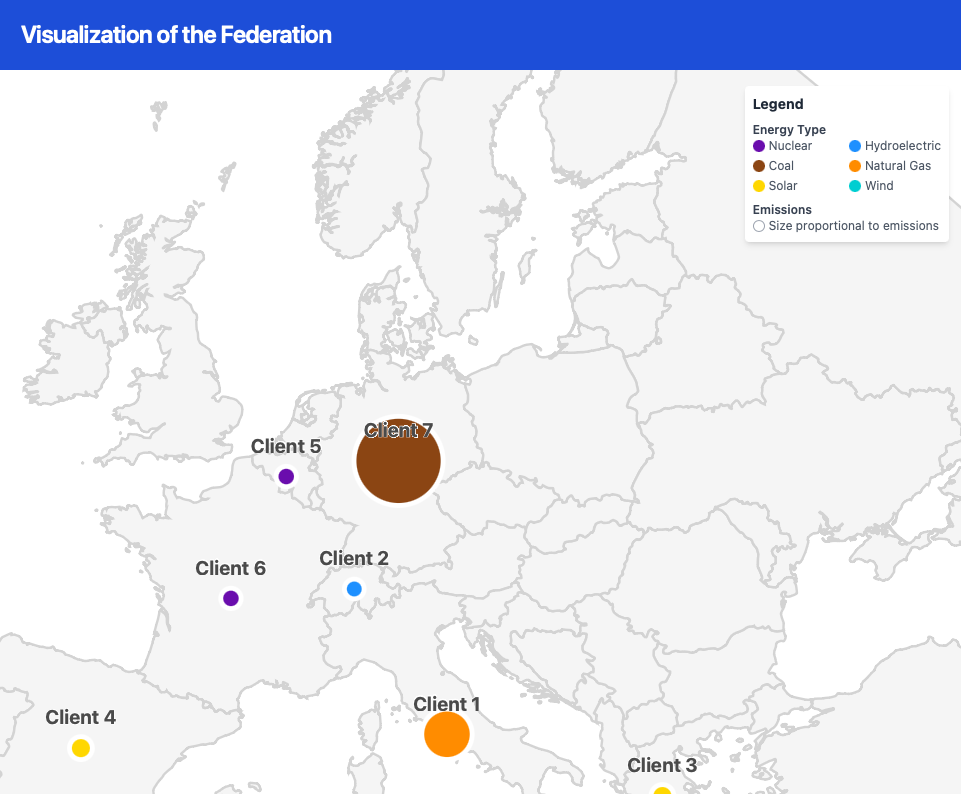 Visualization of the Federation
Legend
Energy Type
Nuclear
Hydroelectric
Coal
Natural Gas
Solar
Wind
Emissions
Size proportional to emissions
Client 7
Client 5
Client 2
Client 6
Client 1
Client 4
Client 3